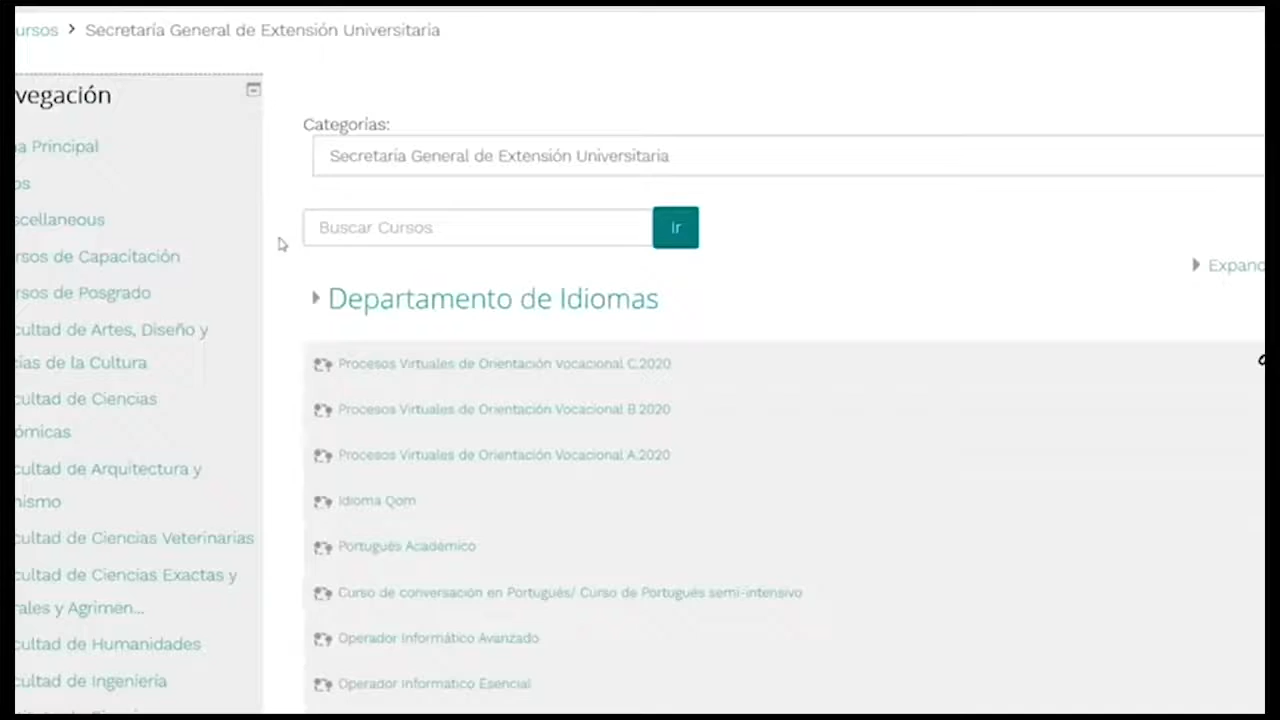 ursos > Secretaría General de Extensión Universitaria
vegación
a Principal
os
scellaneous
rsos de Capacitación
rsos de Posgrado
cultad de Artes, Diseño y
ias de la Cultura
cultad de Ciencias
ómicas
cultad de Arquitectura y
nismo
cultad de Ciencias Veterinarias
cultad de Ciencias Exactas y
rales y Agrimen...
cultad de Humanidades
cultad de Ingeniería
Categorías:
Secretaría General de Extensión Universitaria
Buscar Cursos
Ir
Expand
Departamento de Idiomas
Procesos Virtuales de Orientación Vocacional C.2020
Procesos Virtuales de Orientación Vocacional B.2020
Procesos Virtuales de Orientación Vocacional A.2020
Idioma Qom
Portugués Académico
Curso de conversación en Portugués/ Curso de Portugués semi-intensivo
Operador Informático Avanzado
Operador Informático Esencial